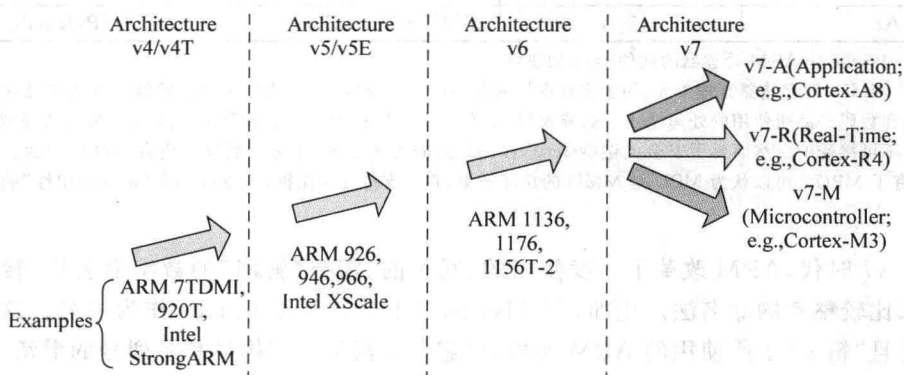 Architecture
v4/v4T
Architecture
v5/v5E
Architecture
v6
Architecture
v7
v7-A(Application;
e.g.,Cortex-A8)
v7-R(Real-Time;
e.g.,Cortex-R4)
v7-M
(Microcontroller;
e.g.,Cortex-M3)
ARM 1136,
1176,
1156T-2
ARM 926,
946,966,
Intel XScale
Examples
ARM 7TDMI,
920T,
Intel
StrongARM